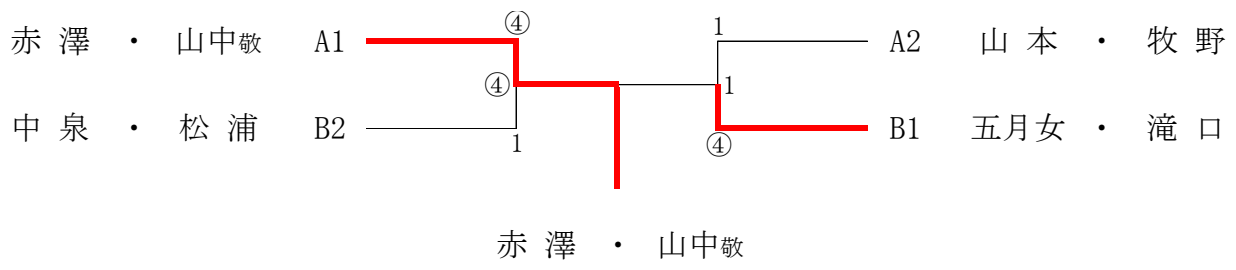 ④ 1
赤 澤 ・ 山中敬 A1 A2 山 本 ・ 牧 野
④ 1
中 泉 ・ 松 浦 B2 B1 五月女 ・ 滝 口
1 ④
赤 澤 ・ 山中敬